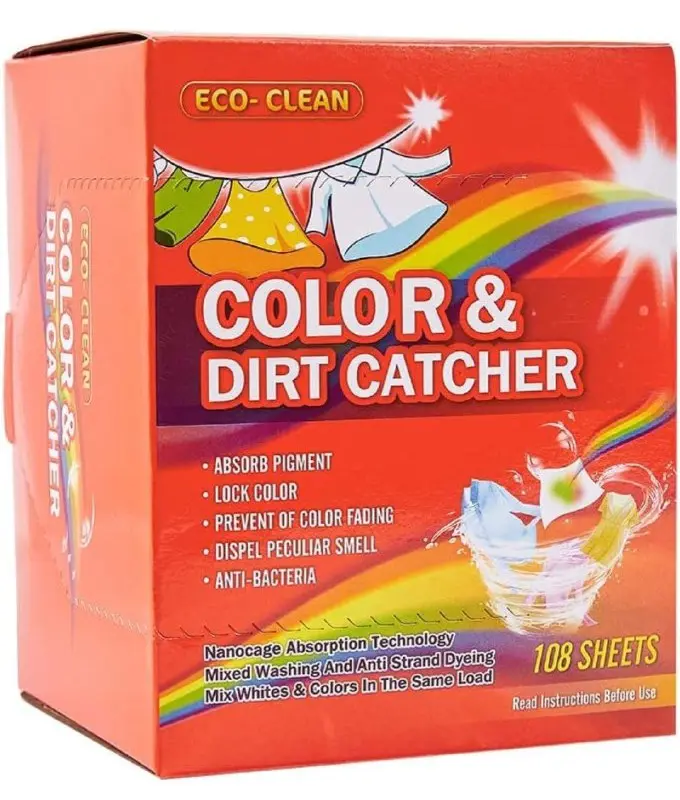 ECO- CLEAN
COLOR &
DIRT CATCHER
• ABSORB PIGMENT
• LOCK COLOR
• PREVENT OF COLOR FADING
• DISPEL PECULIAR SMELL
• ANTI-BACTERIA
Nanocage Absorption Technology
Mixed Washing And Anti Strand Dyeing
Mix Whites & Colors In The Same Load
108 SHEETS
Read Instructions Before Use
ECO- CLEAN
COLOR &
DIRT CATCHER